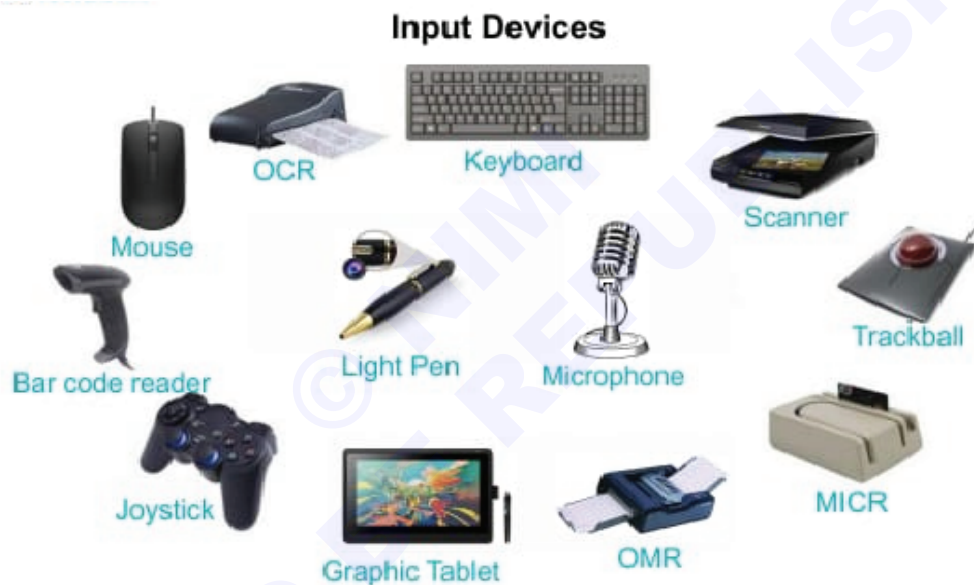 Input Devices
OCR
Keyboard
Scanner
Mouse
Trackball
Light Pen
Microphone
Bar code reader
Joystick
MICR
OMR
Graphic Tablet